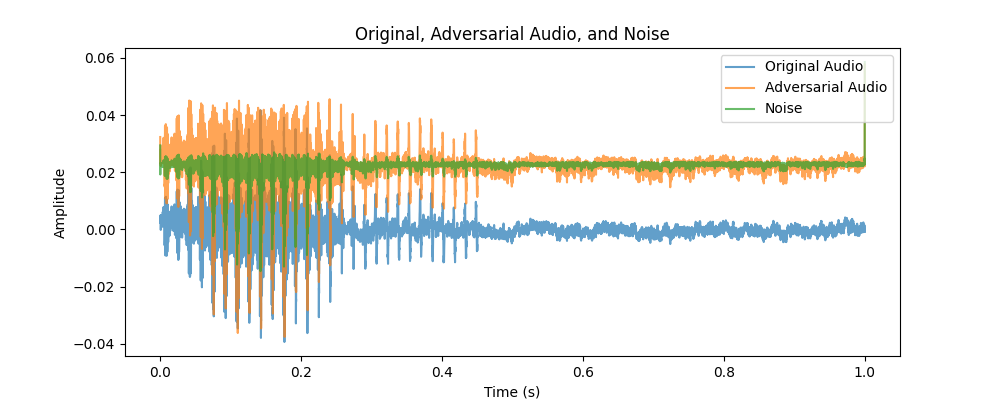 Original, Adversarial Audio, and Noise
Original Audio
Adversarial Audio
Noise
Amplitude
0.06
0.04
0.02
0.00
−0.02
−0.04
0.0 0.2 0.4 0.6 0.8 1.0
Time (s)